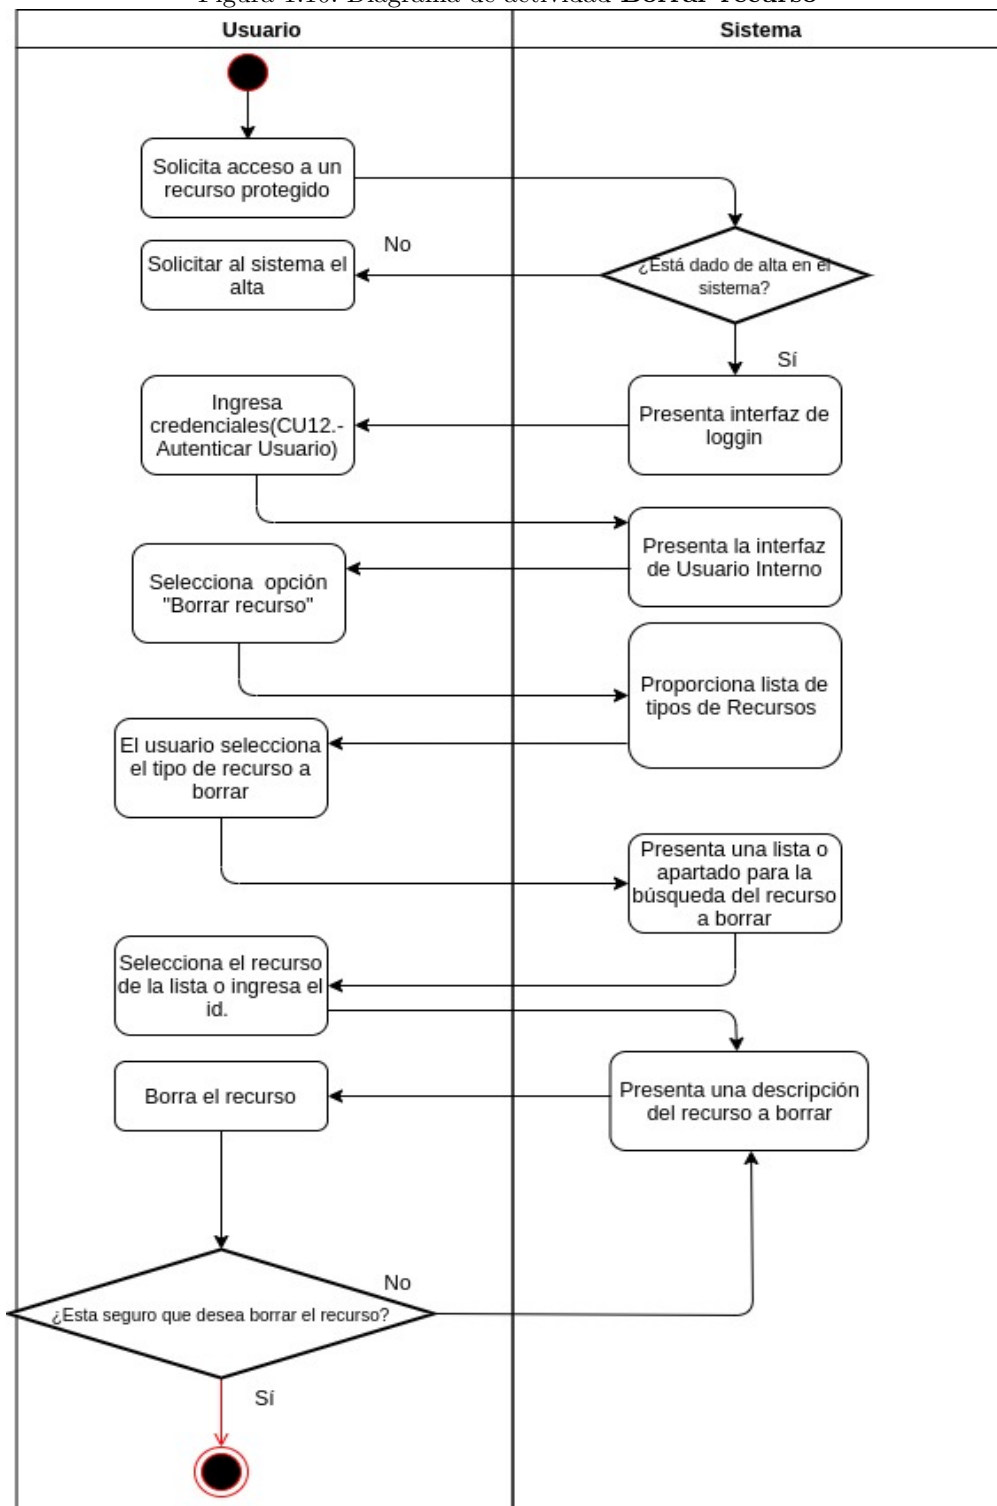 Figura 1.10: Diagrama de actividad Borrar recurso
Usuario
Sistema
Solicita acceso a un
recurso protegido
No
Solicitar al sistema el
alta
¿Está dado de alta en el
sistema?
Sí
Ingresa
credenciales(CU12.-
Autenticar Usuario)
Presenta interfaz de
loggin
Presenta la interfaz
de Usuario Interno
Selecciona opción
"Borrar recurso"
Proporciona lista de
tipos de Recursos
El usuario selecciona
el tipo de recurso a
borrar
Presenta una lista o
apartado para la
búsqueda del recurso
a borrar
Selecciona el recurso
de la lista o ingresa el
id.
Presenta una descripción
del recurso a borrar
Borra el recurso
No
¿Esta seguro que desea borrar el recurso?
Sí